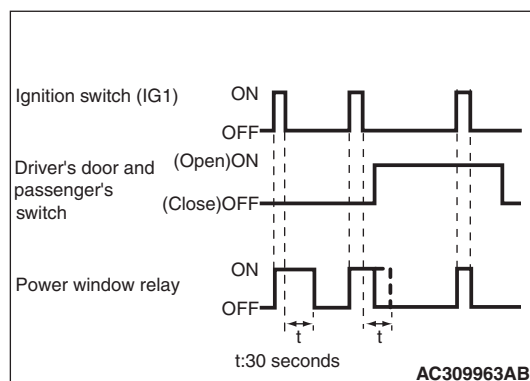 Ignition switch (IG1)
ON
OFF
Driver's door and
passenger's
switch
(Open)ON
(Close)OFF
Power window relay
ON
OFF
t
t
t:30 seconds
AC309963AB